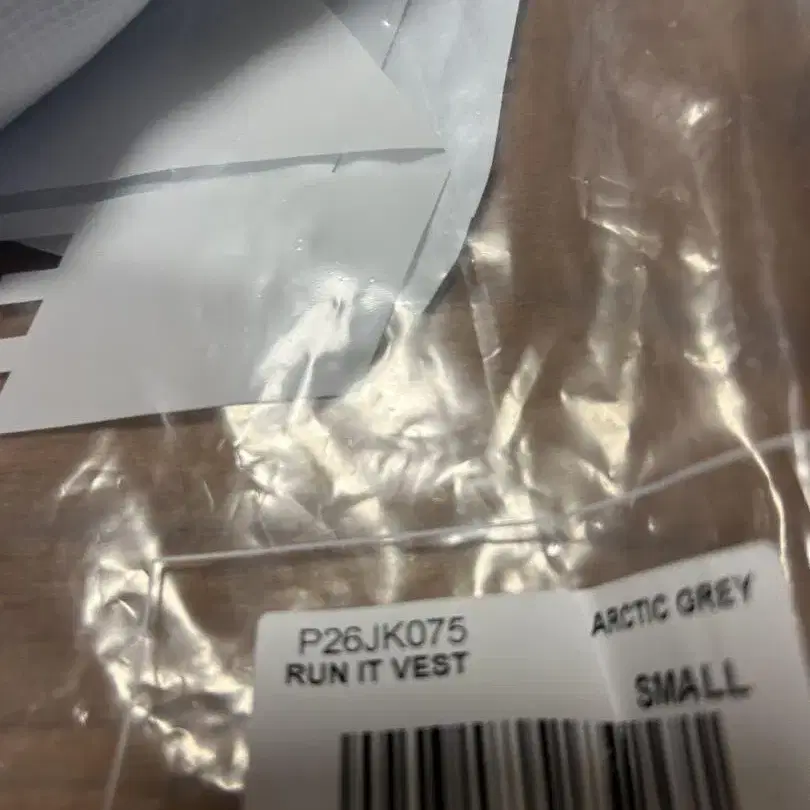 P26JK075
RUN IT VEST
ARCTIC GREY
SMALL